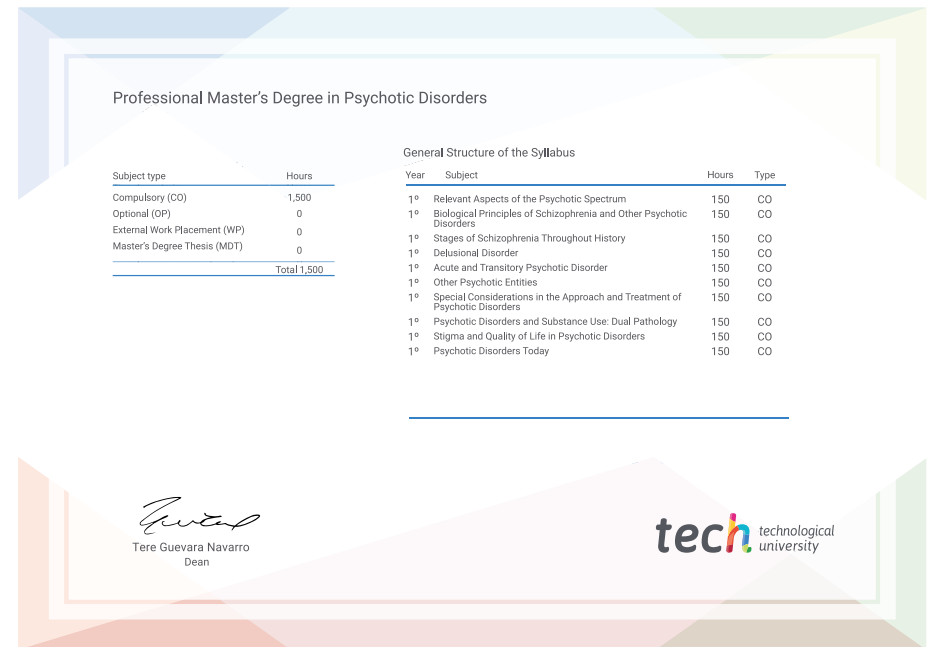 Professional Master's Degree in Psychotic Disorders
General Structure of the Syllabus
Subject type Hours
Compulsory (CO) 1,500
Optional (OP) 0
External Work Placement (WP) 0
Master's Degree Thesis (MDT) 0
Total 1,500
Year Subject Hours Type
1º Relevant Aspects of the Psychotic Spectrum 150 CO
1º Biological Principles of Schizophrenia and Other Psychotic 150 CO
Disorders
1º Stages of Schizophrenia Throughout History 150 CO
1º Delusional Disorder 150 CO
1º Acute and Transitory Psychotic Disorder 150 CO
1º Other Psychotic Entities 150 CO
1º Special Considerations in the Approach and Treatment of 150 CO
Psychotic Disorders
1º Psychotic Disorders and Substance Use: Dual Pathology 150 CO
1º Stigma and Quality of Life in Psychotic Disorders 150 CO
1º Psychotic Disorders Today 150 CO
Tere Guevara Navarro
Dean
tech technological
university